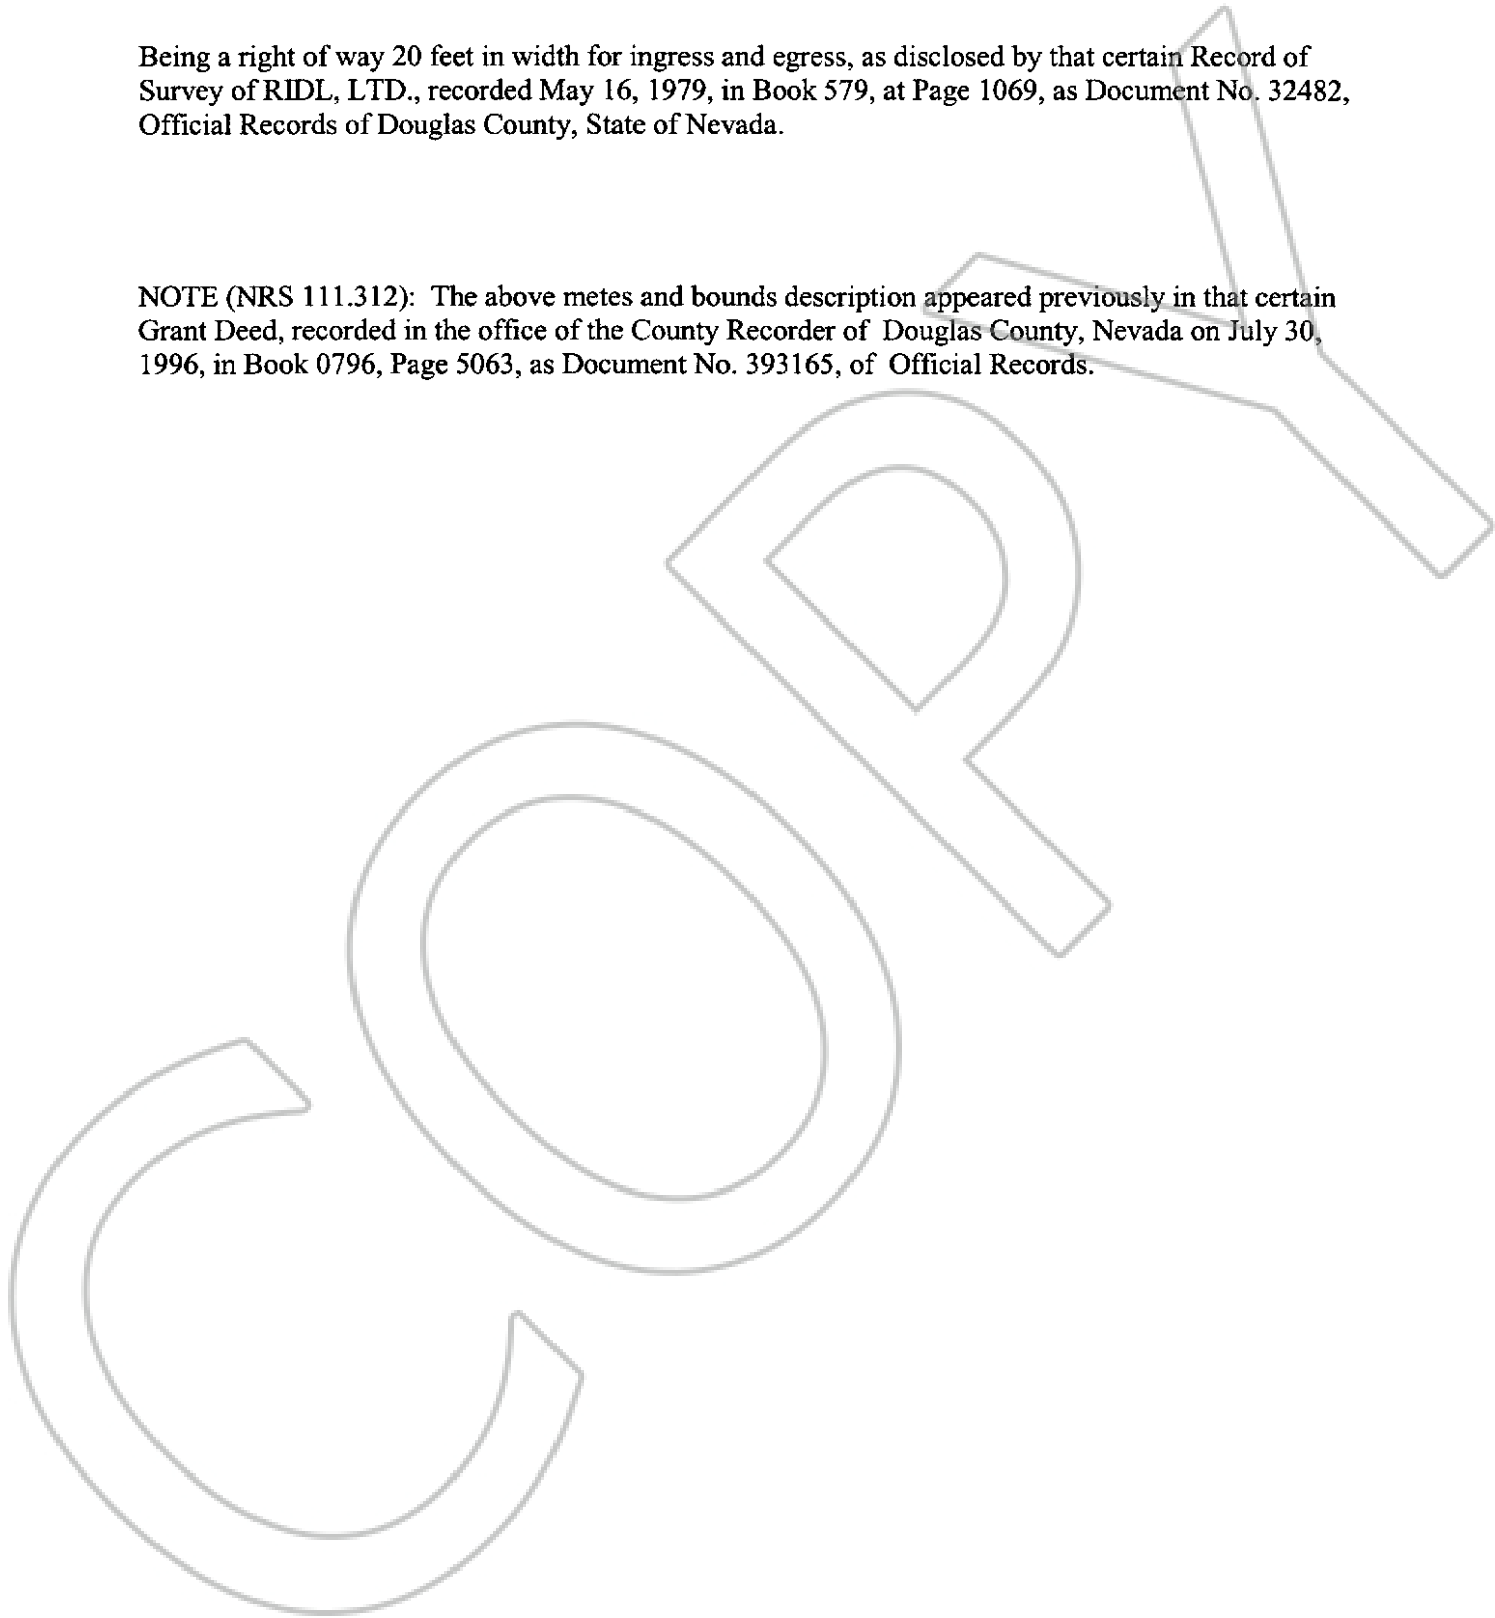 Being a right of way 20 feet in width for ingress and egress, as disclosed by that certain Record of
Survey of RIDL, LTD., recorded May 16, 1979, in Book 579, at Page 1069, as Document No. 32482,
Official Records of Douglas County, State of Nevada.
NOTE (NRS 111.312):  The above metes and bounds description appeared previously in that certain
Grant Deed, recorded in the office of the County Recorder of  Douglas County, Nevada on July 30,
1996, in Book 0796, Page 5063, as Document No. 393165, of  Official Records.
COPY